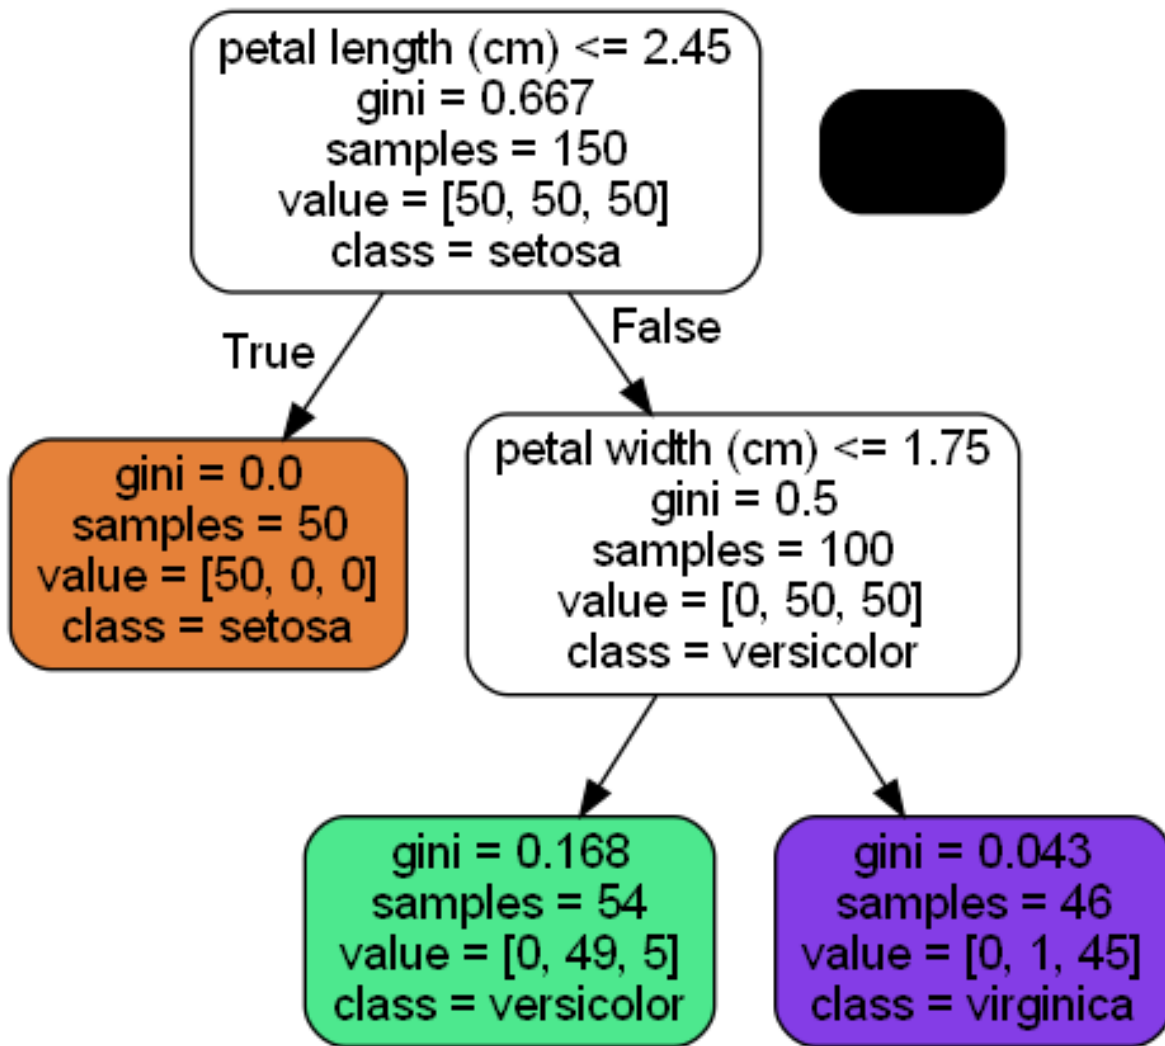 petal length (cm) <= 2.45
gini = 0.667
samples = 150
value = [50, 50, 50]
class = setosa
True
False
gini = 0.0
samples = 50
value = [50, 0, 0]
class = setosa
petal width (cm) <= 1.75
gini = 0.5
samples = 100
value = [0, 50, 50]
class = versicolor
gini = 0.168
samples = 54
value = [0, 49, 5]
class = versicolor
gini = 0.043
samples = 46
value = [0, 1, 45]
class = virginica